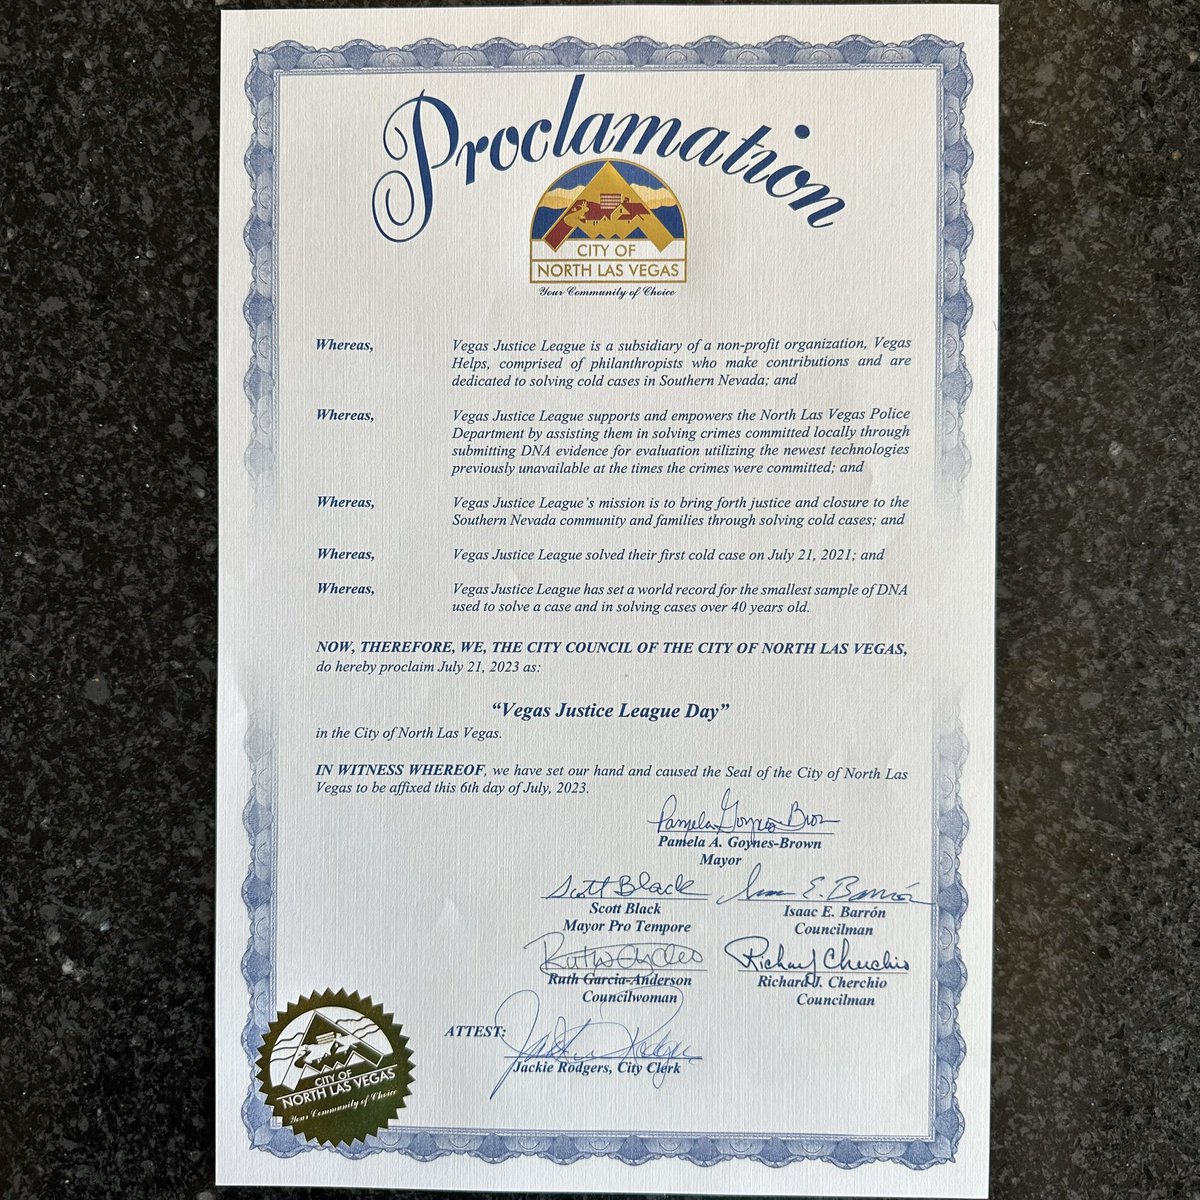 Proclamation
CITY OF
NORTH LAS VEGAS
Your Community of Choice
Whereas, Vegas Justice League is a subsidiary of a non-profit organization, Vegas
Helps, comprised of philanthropists who make contributions and are
dedicated to solving cold cases in Southern Nevada; and
Whereas, Vegas Justice League supports and empowers the North Las Vegas Police
Department by assisting them in solving crimes committed locally through
submitting DNA evidence for evaluation utilizing the newest technologies
previously unavailable at the times the crimes were committed; and
Whereas, Vegas Justice League's mission is to bring forth justice and closure to the
Southern Nevada community and families through solving cold cases; and
Whereas, Vegas Justice League solved their first cold case on July 21, 2021; and
Whereas, Vegas Justice League has set a world record for the smallest sample of DNA
used to solve a case and in solving cases over 40 years old.
NOW, THEREFORE, WE, THE CITY COUNCIL OF THE CITY OF NORTH LAS VEGAS,
do hereby proclaim July 21, 2023 as:
"Vegas Justice League Day"
in the City of North Las Vegas.
IN WITNESS WHEREOF, we have set our hand and caused the Seal of the City of North Las
Vegas to be affixed this 6th day of July, 2023.
Pamela Goynes-Brown
Pamela A. Goynes-Brown
Mayor
Scott Black Isaac E. Barrón
Scott Black Isaac E. Barrón
Mayor Pro Tempore Councilman
Richard J Cherchio
Ruth Garcia-Anderson Richard J. Cherchio
Councilwoman Councilman
ATTEST:
Jackie Rodgers
Jackie Rodgers, City Clerk
CITY OF
NORTH LAS VEGAS
Your Community of Choice